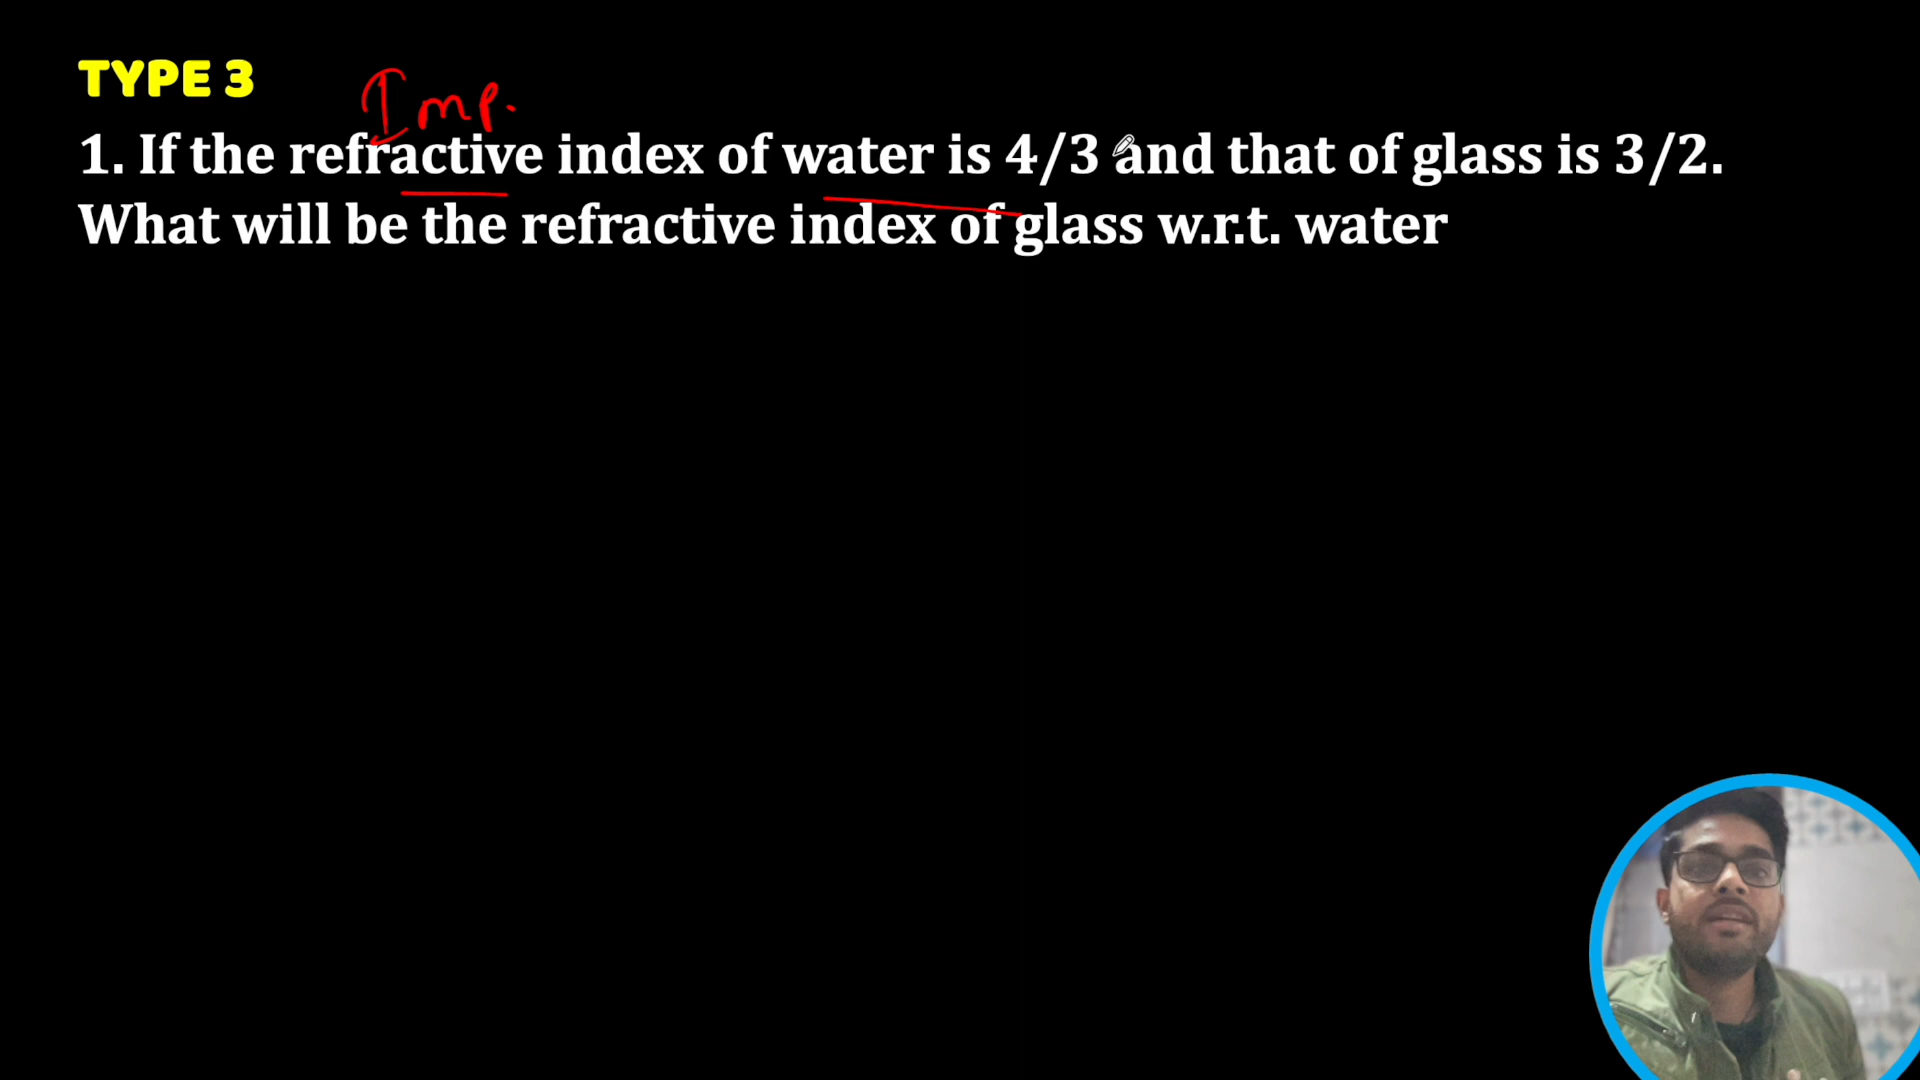 TYPE 3
Imp.
1. If the refractive index of water is 4/3 and that of glass is 3/2.
What will be the refractive index of glass w.r.t. water